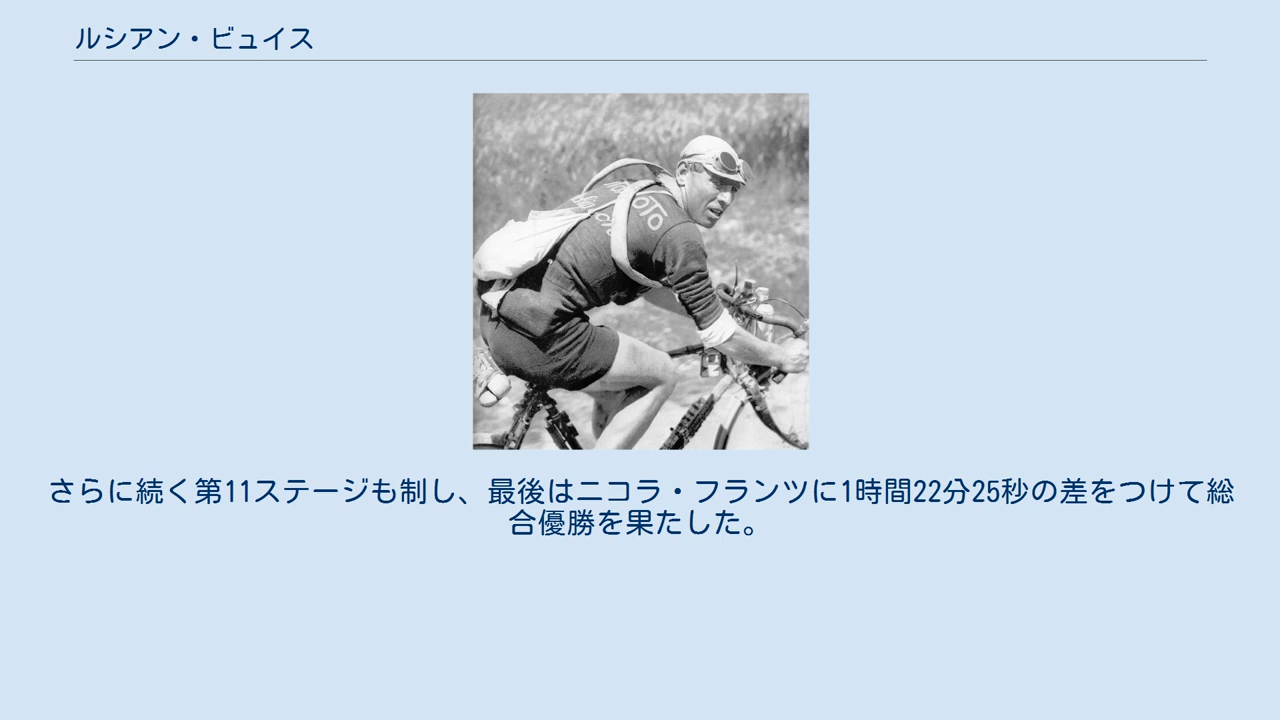 ルシアン・ビュイス
さらに続く第11ステージも制し、最後はニコラ・フランツに1時間22分25秒の差をつけて総
合優勝を果たした。